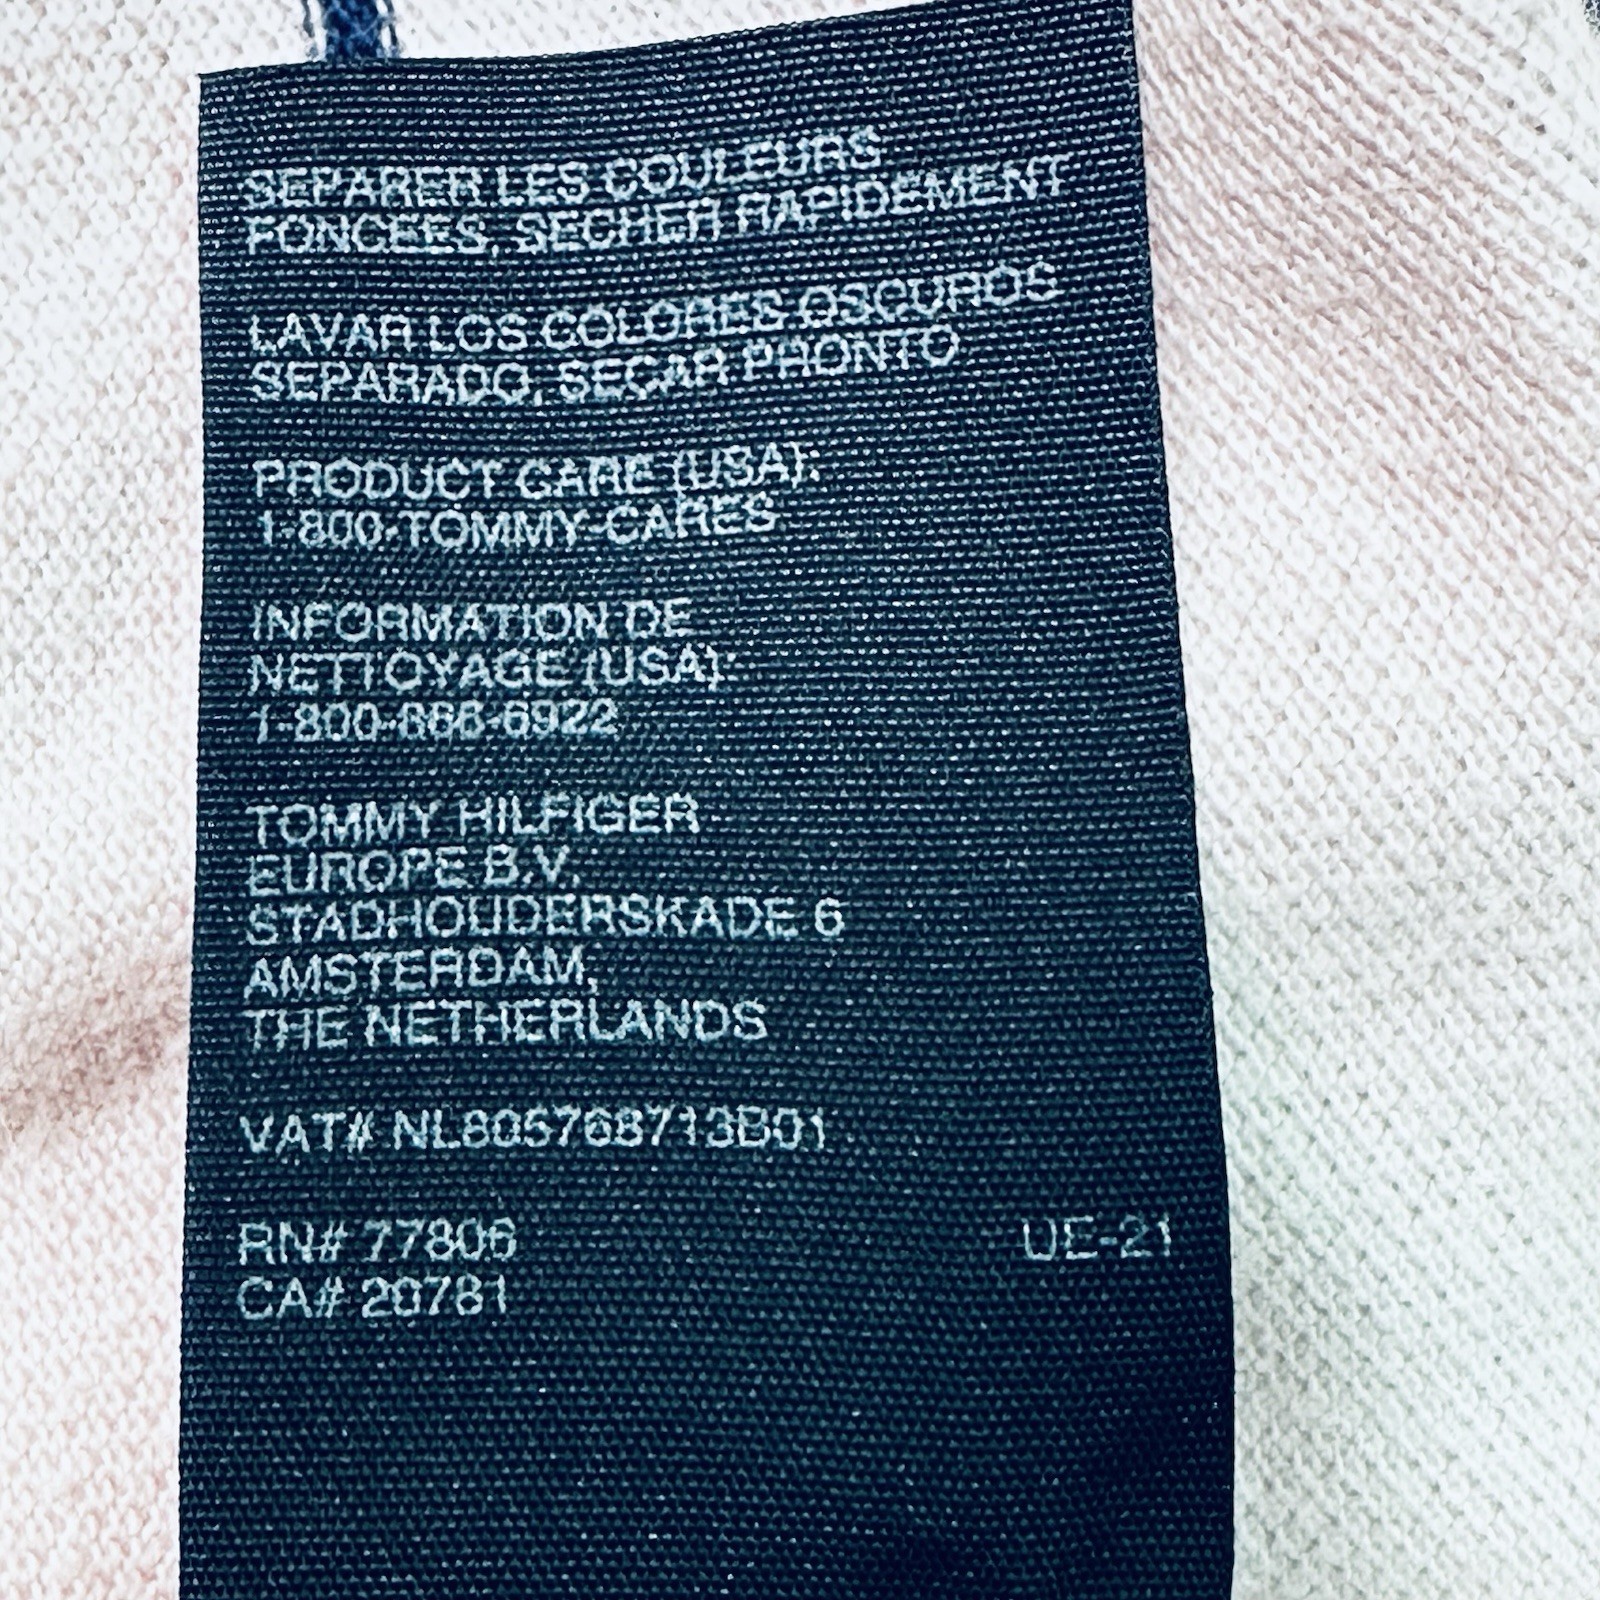 SEPARER LES COULEURS
FONCEES, SECHER RAPIDEMENT
LAVAR LOS COLORES OSCUROS
SEPARADO, SECAR PRONTO
PRODUCT CARE (USA):
1-800-TOMMY-CARES
INFORMATION DE
NETTOYAGE (USA):
1-800-866-6922
TOMMY HILFIGER
EUROPE B.V.
STADHOUDERSKADE 6
AMSTERDAM,
THE NETHERLANDS
VAT# NL805768713B01
RN# 77806 UE-21
CA# 20781